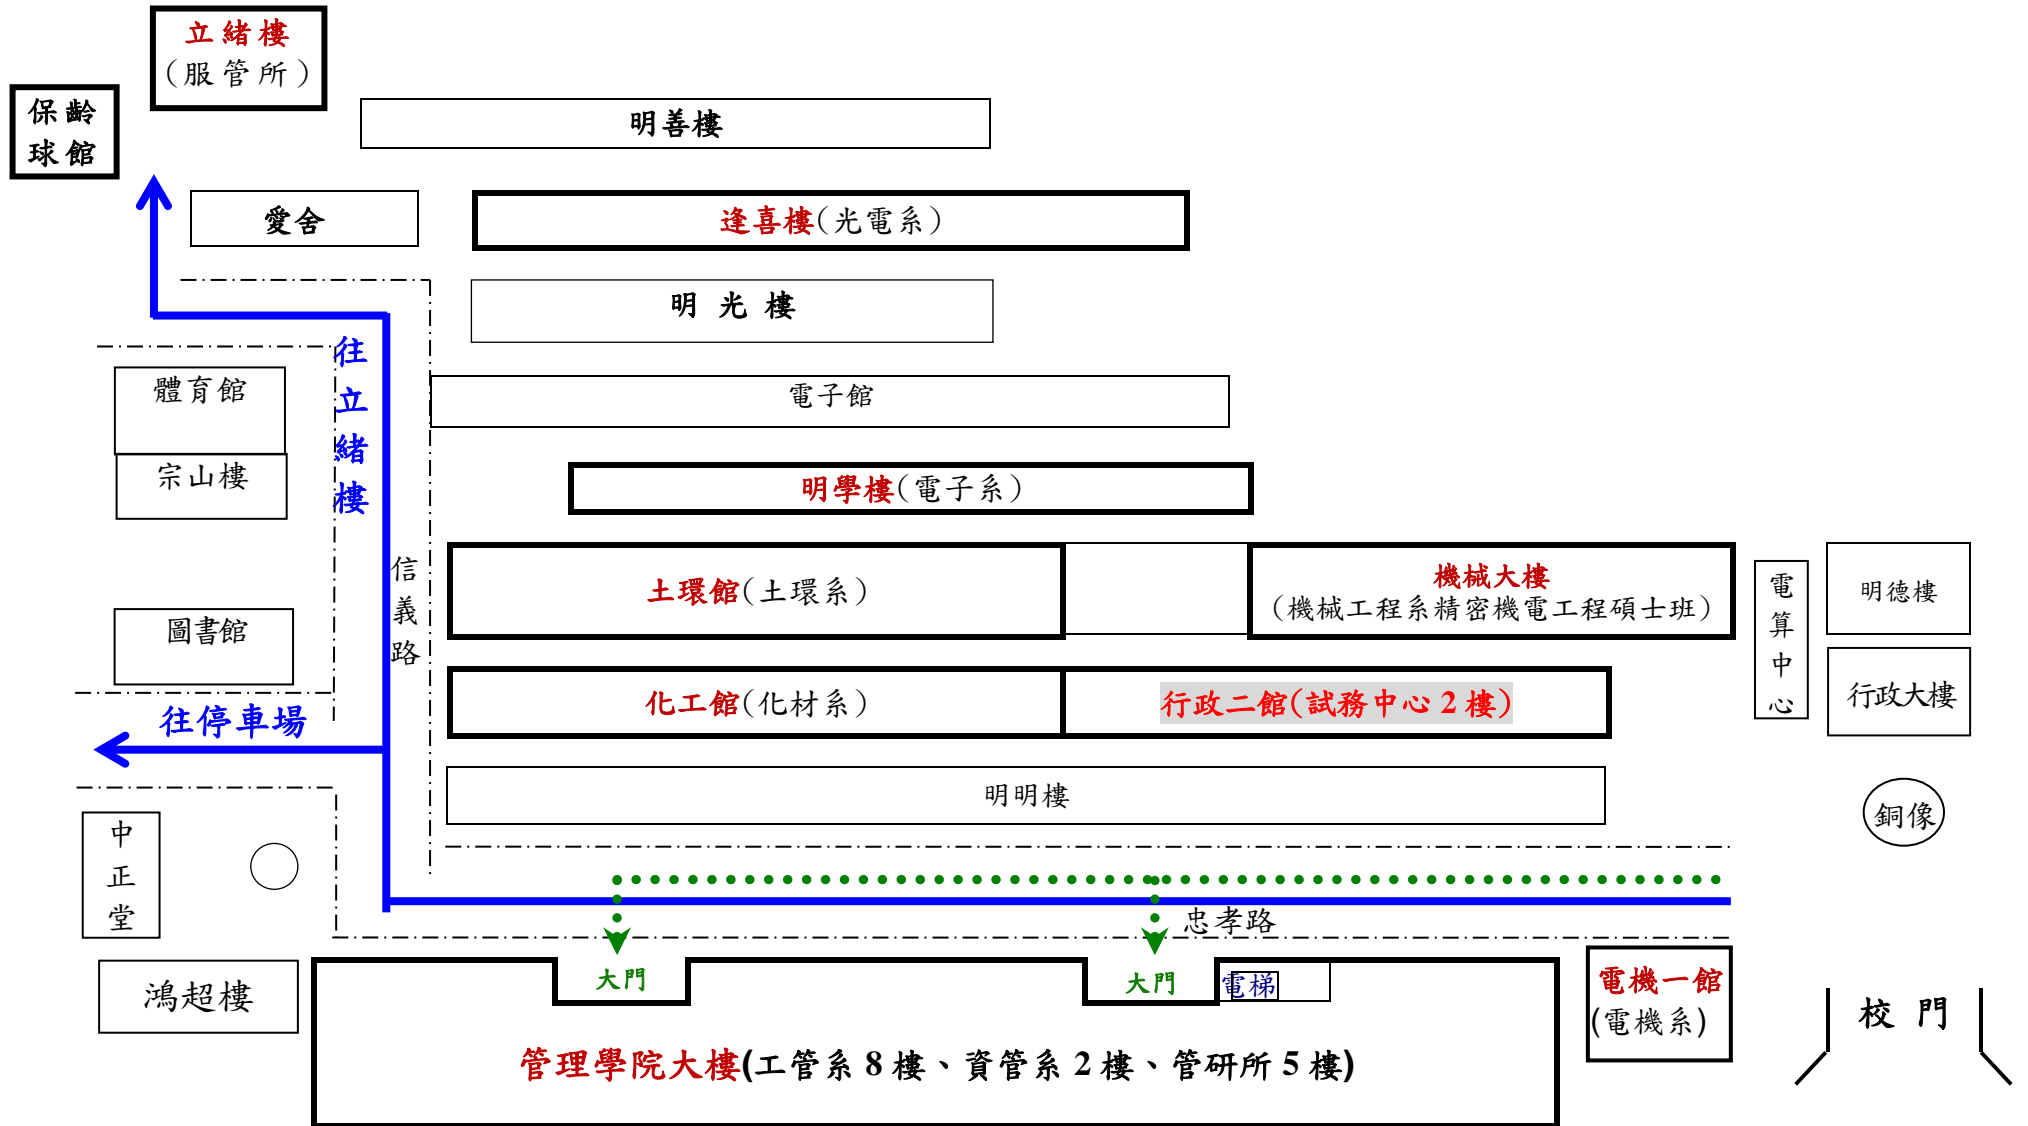 立緒樓
(服管所)
保齡
球館
明善樓
愛舍
逢喜樓(光電系)
明光樓
往立緒樓
體育館
電子館
宗山樓
明學樓(電子系)
信義路
土環館(土環系)
機械大樓
(機械工程系精密機電工程碩士班)
電算中心
明德樓
圖書館
化工館(化材系)
行政二館(試務中心 2 樓)
行政大樓
往停車場
明明樓
銅像
中正堂
忠孝路
鴻超樓
大門
大門
電梯
電機一館
(電機系)
校門
管理學院大樓(工管系 8 樓、資管系 2 樓、管研所 5 樓)